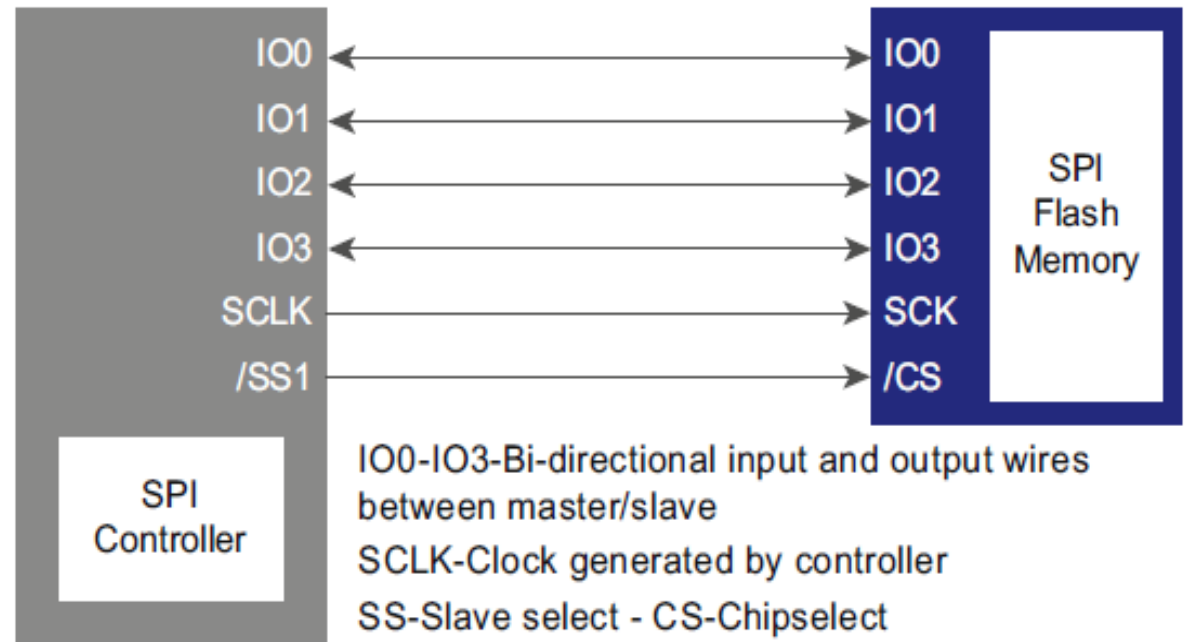 IO0 IO0
IO1 IO1
IO2 IO2
IO3 IO3
SCLK SCK
/SS1 /CS
SPI
Flash
Memory
SPI
Controller
IO0-IO3-Bi-directional input and output wires
between master/slave
SCLK-Clock generated by controller
SS-Slave select - CS-Chipselect